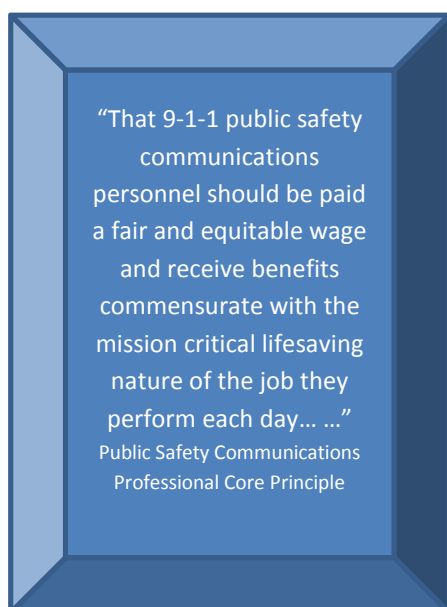 “That 9-1-1 public safety
communications
personnel should be paid
a fair and equitable wage
and receive benefits
commensurate with the
mission critical lifesaving
nature of the job they
perform each day… …”
Public Safety Communications
Professional Core Principle